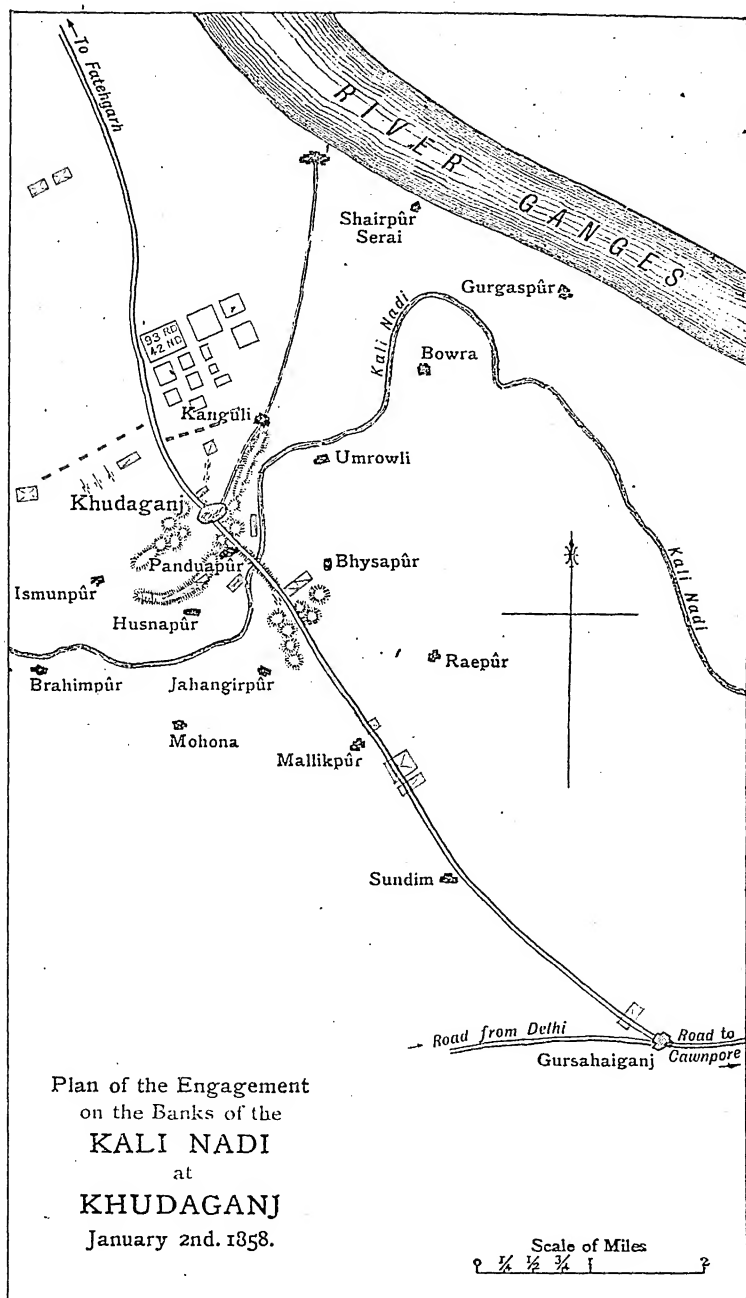 To Fatehgarh
RIVER GANGES
Shairpûr
Serai
Gurgaspûr
Kali Nadi
Bowra
93 RD
42 ND
Kanguli
Umrowli
Khudaganj
Panduapûr
Bhysapûr
Kali Nadi
Ismunpûr
Husnapûr
Brahimpûr
Jahangirpûr
Raepûr
Mohona
Mallikpûr
Sundim
Road from Delhi
Road to
Cawnpore
Gursahaiganj
Plan of the Engagement
on the Banks of the
KALI NADI
at
KHUDAGANJ
January 2nd. 1858.
Scale of Miles
0 1/4 1/2 3/4 1 2